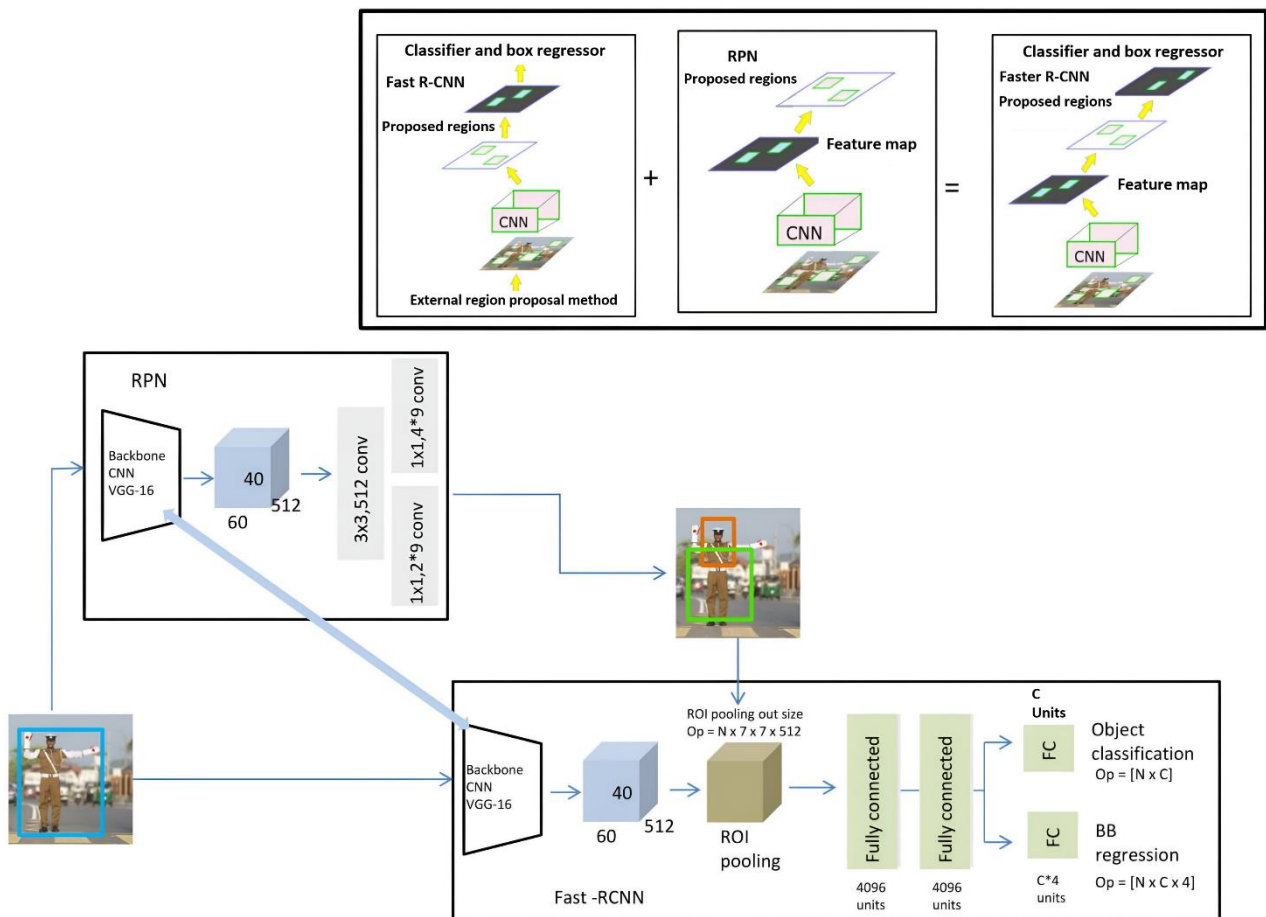 Classifier and box regressor
Fast R-CNN
Proposed regions
CNN
External region proposal method
+
RPN
Proposed regions
Feature map
CNN
=
Classifier and box regressor
Faster R-CNN
Proposed regions
Feature map
CNN
RPN
Backbone
CNN
VGG-16
40
512
60
3x3,512 conv
1x1,4*9 conv
1x1,2*9 conv
Backbone
CNN
VGG-16
40
512
60
ROI pooling out size
Op = N x 7 x 7 x 512
ROI
pooling
Fully connected
4096
units
Fully connected
4096
units
C
Units
FC
Object
classification
Op = [N x C]
FC
C*4
units
BB
regression
Op = [N x C x 4]
Fast -RCNN